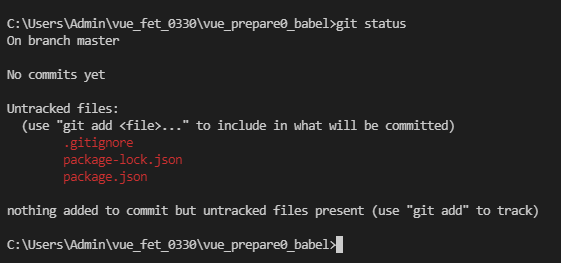 C:\Users\Admin\vue_fet_0330\vue_prepare0_babel>git status
On branch master
No commits yet
Untracked files:
  (use "git add <file>..." to include in what will be committed)
        .gitignore
        package-lock.json
        package.json
nothing added to commit but untracked files present (use "git add" to track)
C:\Users\Admin\vue_fet_0330\vue_prepare0_babel>